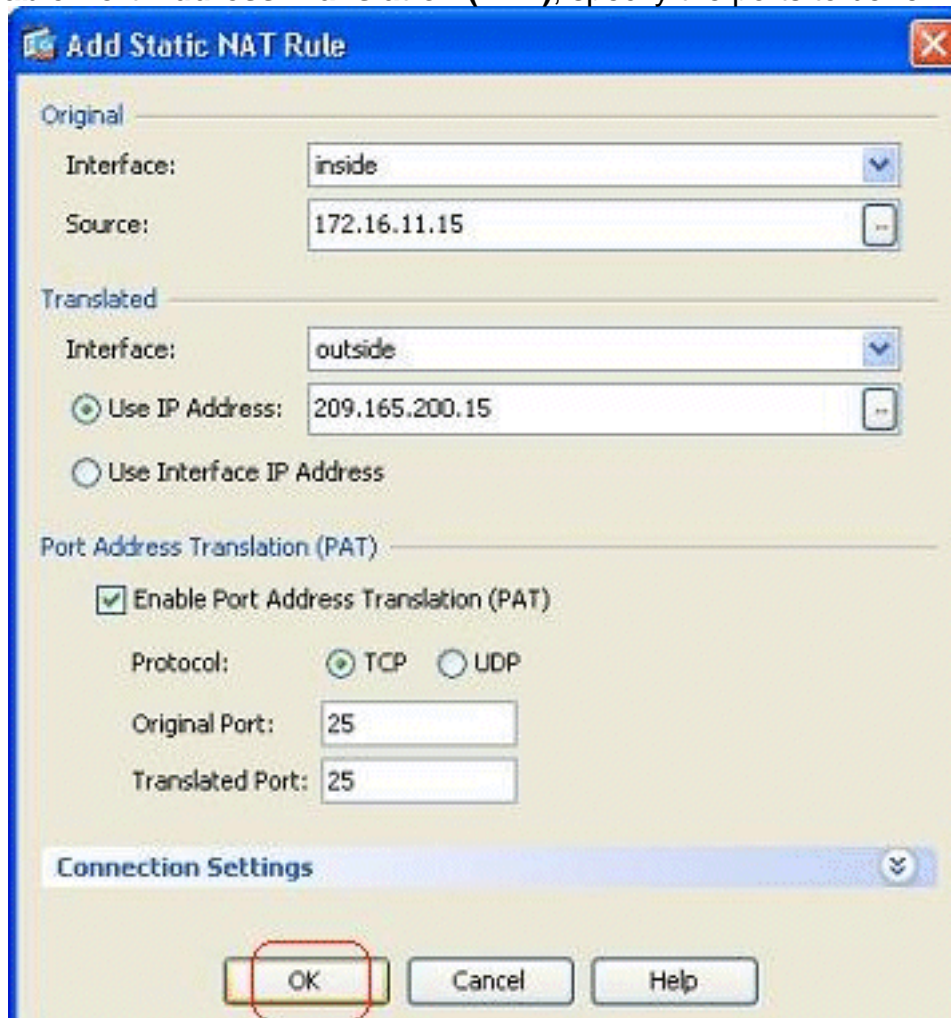 Add Static NAT Rule
Original
Interface: inside
Source: 172.16.11.15
Translated
Interface: outside
Use IP Address: 209.165.200.15
Use Interface IP Address
Port Address Translation (PAT)
Enable Port Address Translation (PAT)
Protocol: TCP UDP
Original Port: 25
Translated Port: 25
Connection Settings
OK Cancel Help